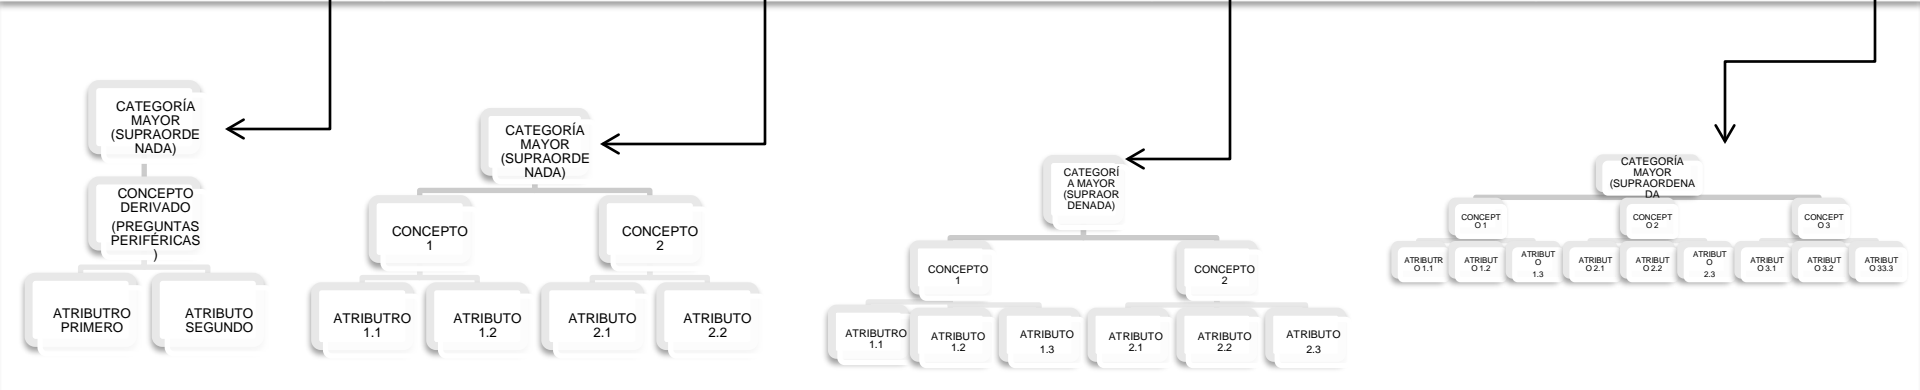 CATEGORÍA
MAYOR
(SUPRAORDE
NADA)
CONCEPTO
DERIVADO
(PREGUNTAS
PERIFÉRICAS
)
ATRIBUTRO
PRIMERO
ATRIBUTO
SEGUNDO
CATEGORÍA
MAYOR
(SUPRAORDE
NADA)
CONCEPTO
1
ATRIBUTRO
1.1
ATRIBUTO
1.2
CONCEPTO
2
ATRIBUTO
2.1
ATRIBUTO
2.2
CATEGORÍ
A MAYOR
(SUPRAOR
DENADA)
CONCEPTO
1
ATRIBUTRO
1.1
ATRIBUTO
1.2
ATRIBUTO
1.3
CONCEPTO
2
ATRIBUTO
2.1
ATRIBUTO
2.2
ATRIBUTO
2.3
CATEGORÍA
MAYOR
(SUPRAORDENA
DA
CONCEPT
O 1
ATRIBUTR
O 1.1
ATRIBUT
O 1.2
ATRIBUT
O
1.3
CONCEPT
O 2
ATRIBUT
O 2.1
ATRIBUT
O 2.2
ATRIBUT
O
2.3
CONCEPT
O 3
ATRIBUT
O 3.1
ATRIBUT
O 3.2
ATRIBUT
O 33.3